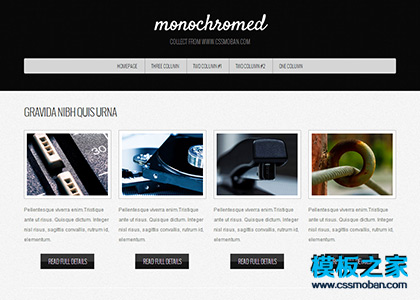 monochromed
COLLECT FROM WWW.CSSMOBAN.COM
HOMEPAGE THREE COLUMN TWO COLUMN #1 TWO COLUMN #2 ONE COLUMN
GRAVIDA NIBH QUIS URNA
30
Pellentesque viverra enim.Tristique ante ut risus. Quisque dictum. Integer nisl risus, sagittis convallis, rutrum id, elementum.
Pellentesque viverra enim.Tristique ante ut risus. Quisque dictum. Integer nisl risus, sagittis convallis, rutrum id, elementum.
Pellentesque viverra enim.Tristique ante ut risus. Quisque dictum. Integer nisl risus, sagittis convallis, rutrum id, elementum.
Pellentesque viverra enim.Tristique ante ut risus. Quisque dictum. Integer nisl risus, sagittis convallis, rutrum id, elementum.
READ FULL DETAILS READ FULL DETAILS READ FULL DETAILS
模板之家
www.cssmoban.com